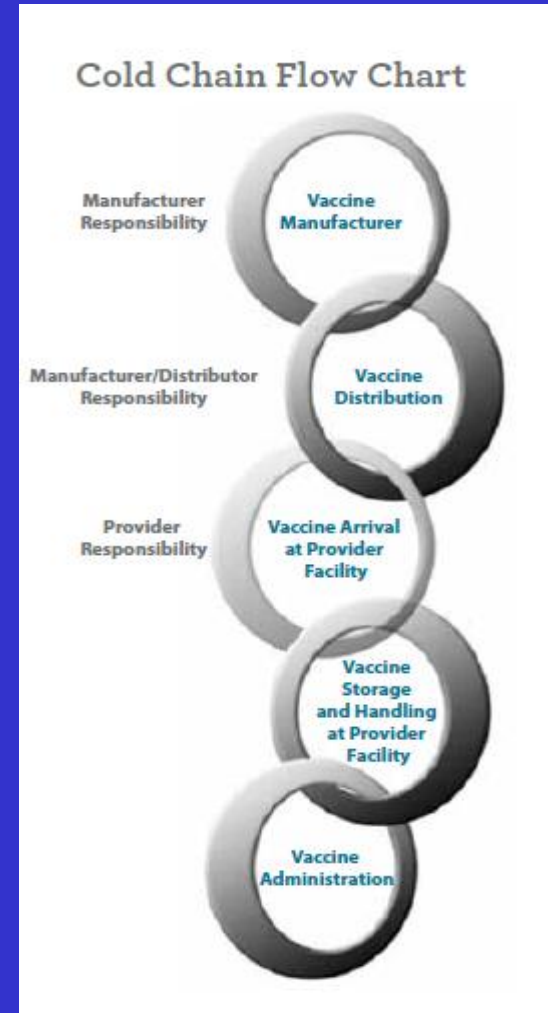 Cold Chain Flow Chart
Manufacturer
Responsibility
Vaccine
Manufacturer
Manufacturer/Distributor
Responsibility
Vaccine
Distribution
Provider
Responsibility
Vaccine Arrival
at Provider
Facility
Vaccine
Storage
and Handling
at Provider
Facility
Vaccine
Administration